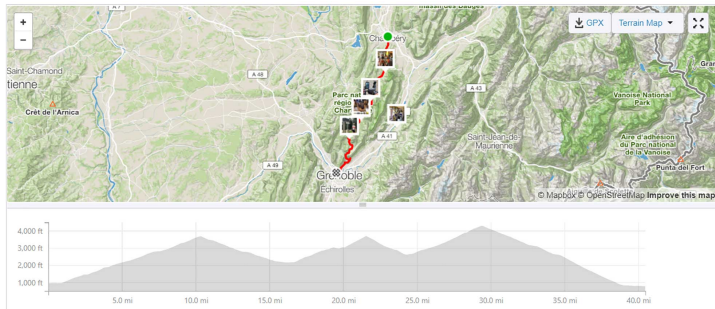 massif des Bauges
A 7
+
GPX
Terrain Map
−
Saint-Chamond
tienne
A 48
Parc nat
régio
Char
A 43
Gran
Vanoise National
Park
Crêt de l'Arnica
A 41
Saint-Jean-de-
Maurienne
Aire d'adhésion
du Parc national
de la Vanoise
Punta del Fort
A 49
Echirolles
© Mapbox © OpenStreetMap Improve this map
4,000 ft
3,000 ft
2,000 ft
1,000 ft
5.0 mi
10.0 mi
15.0 mi
20.0 mi
25.0 mi
30.0 mi
35.0 mi
40.0 mi